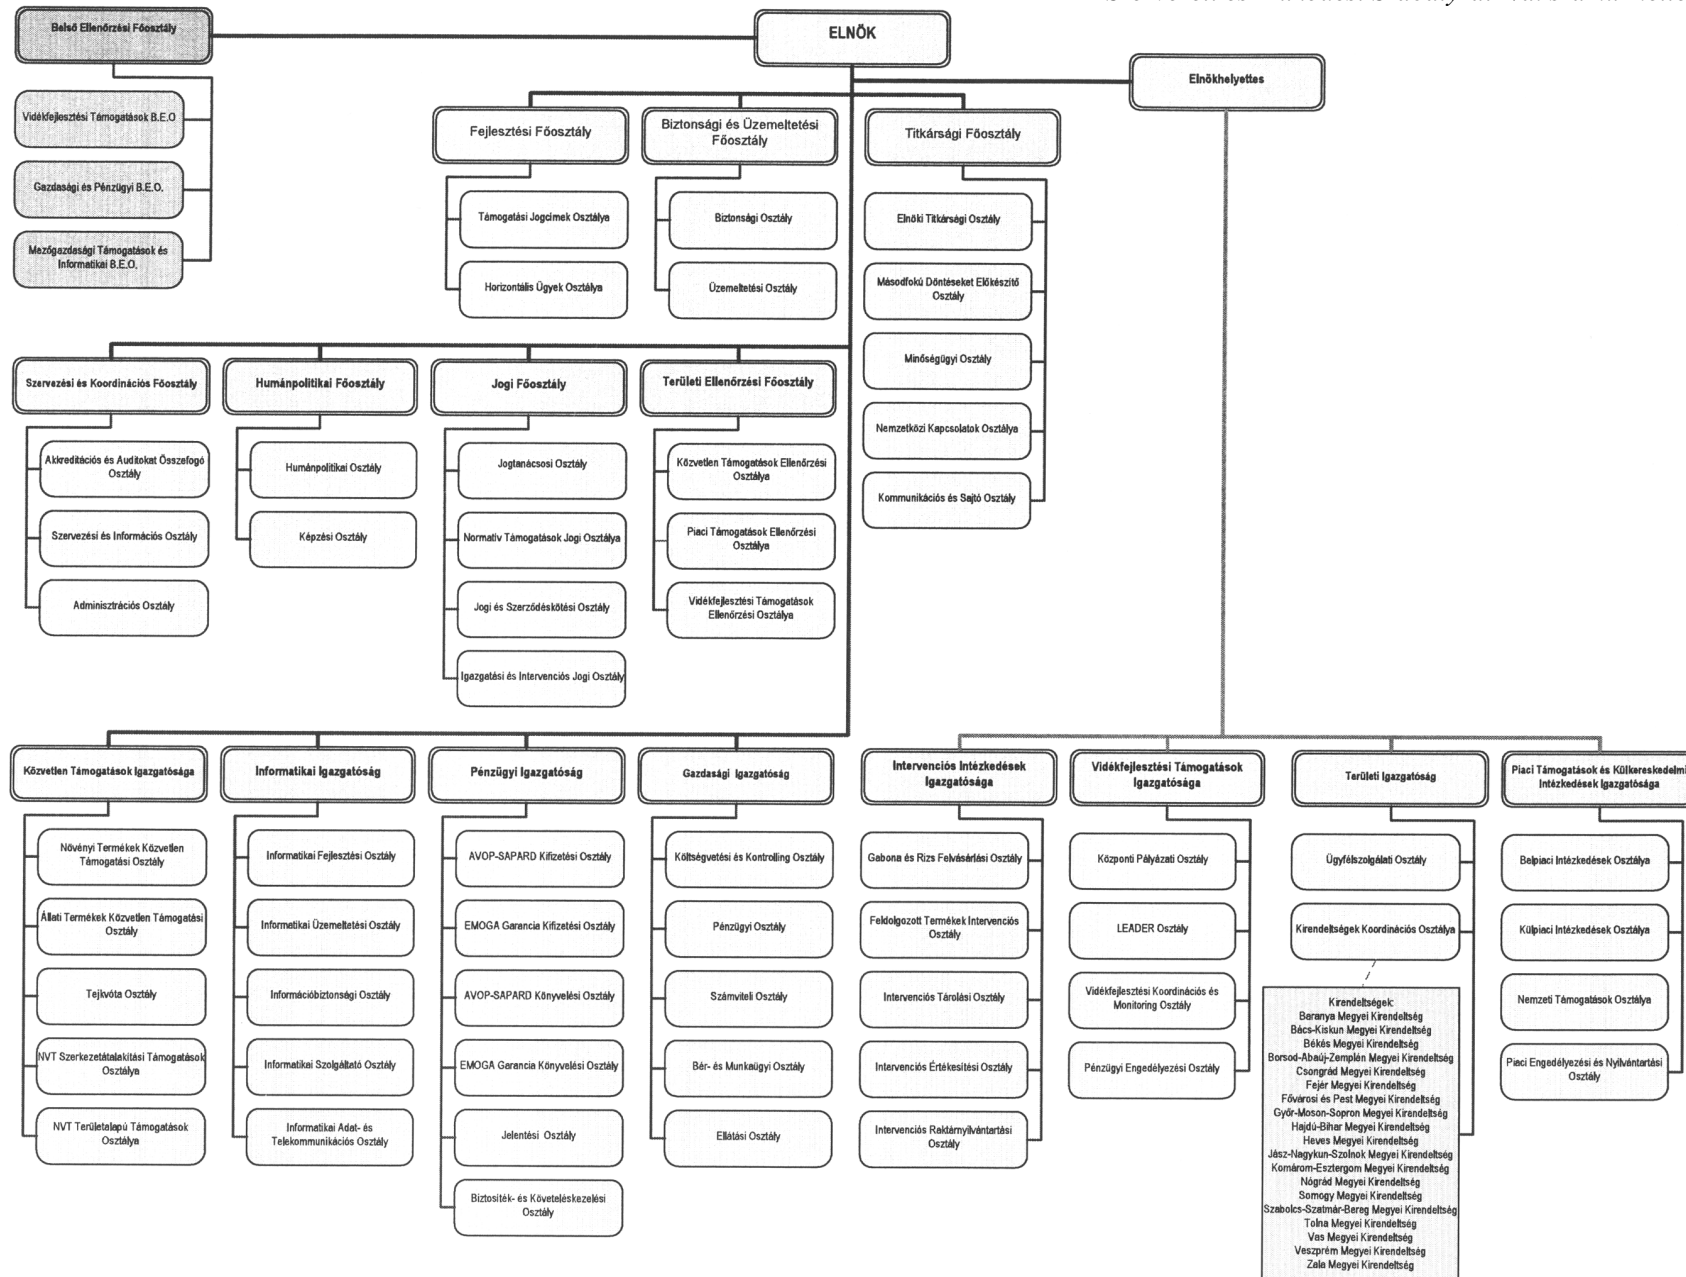 Belső Ellenőrzési Főosztály
ELNÖK
Elnökhelyettes
Vidékfejlesztési Támogatások B.E.O
Gazdasági és Pénzügyi B.E.O.
Mezőgazdasági Támogatások és
Informatikai B.E.O.
Fejlesztési Főosztály
Biztonsági és Üzemeltetési
Főosztály
Titkársági Főosztály
Támogatási Jogcímek Osztálya
Horizontális Ügyek Osztálya
Biztonsági Osztály
Üzemeltetési Osztály
Elnöki Titkársági Osztály
Másodfokú Döntéseket Előkészítő
Osztály
Minőségügyi Osztály
Nemzetközi Kapcsolatok Osztálya
Kommunikációs és Sajtó Osztály
Szervezési és Koordinációs Főosztály
Humánpolitikai Főosztály
Jogi Főosztály
Területi Ellenőrzési Főosztály
Akkreditációs és Auditokat Összefogó
Osztály
Szervezési és Információs Osztály
Adminisztrációs Osztály
Humánpolitikai Osztály
Képzési Osztály
Jogtanácsosi Osztály
Normatív Támogatások Jogi Osztálya
Jogi és Szerződéskötési Osztály
Igazgatási és Intervenciós Jogi Osztály
Közvetlen Támogatások Ellenőrzési
Osztálya
Piaci Támogatások Ellenőrzési
Osztálya
Vidékfejlesztési Támogatások
Ellenőrzési Osztálya
Közvetlen Támogatások Igazgatósága
Informatikai Igazgatóság
Pénzügyi Igazgatóság
Gazdasági Igazgatóság
Intervenciós Intézkedések
Igazgatósága
Vidékfejlesztési Támogatások
Igazgatósága
Területi Igazgatóság
Piaci Támogatások és Külkereskedelmi
Intézkedések Igazgatósága
Növényi Termékek Közvetlen
Támogatási Osztály
Állati Termékek Közvetlen Támogatási
Osztály
Tejkvóta Osztály
NVT Szerkezetátalakítási Támogatások
Osztálya
NVT Területalapú Támogatások
Osztálya
Informatikai Fejlesztési Osztály
Informatikai Üzemeltetési Osztály
Információbiztonsági Osztály
Informatikai Szolgáltató Osztály
Informatikai Adat- és
Telekommunikációs Osztály
AVOP-SAPARD Kifizetési Osztály
EMOGA Garancia Kifizetési Osztály
AVOP-SAPARD Könyvelési Osztály
EMOGA Garancia Könyvelési Osztály
Jelentési Osztály
Biztosíték- és Követeléskezelési
Osztály
Költségvetési és Kontrolling Osztály
Pénzügyi Osztály
Számviteli Osztály
Bér- és Munkaügyi Osztály
Ellátási Osztály
Gabona és Rizs Felvásárlási Osztály
Feldolgozott Termékek Intervenciós
Osztály
Intervenciós Tárolási Osztály
Intervenciós Értékesítési Osztály
Intervenciós Raktárnyilvántartási
Osztály
Központi Pályázati Osztály
LEADER Osztály
Vidékfejlesztési Koordinációs és
Monitoring Osztály
Pénzügyi Engedélyezési Osztály
Ügyfélszolgálati Osztály
Kirendeltségek Koordinációs Osztálya
Kirendeltségek:
Baranya Megyei Kirendeltség
Bács-Kiskun Megyei Kirendeltség
Békés Megyei Kirendeltség
Borsod-Abaúj-Zemplén Megyei Kirendeltség
Csongrád Megyei Kirendeltség
Fejér Megyei Kirendeltség
Fővárosi és Pest Megyei Kirendeltség
Győr-Moson-Sopron Megyei Kirendeltség
Hajdú-Bihar Megyei Kirendeltség
Heves Megyei Kirendeltség
Jász-Nagykun-Szolnok Megyei Kirendeltség
Komárom-Esztergom Megyei Kirendeltség
Nógrád Megyei Kirendeltség
Somogy Megyei Kirendeltség
Szabolcs-Szatmár-Bereg Megyei Kirendeltség
Tolna Megyei Kirendeltség
Vas Megyei Kirendeltség
Veszprém Megyei Kirendeltség
Zala Megyei Kirendeltség
Belpiaci Intézkedések Osztálya
Külpiaci Intézkedések Osztálya
Nemzeti Támogatások Osztálya
Piaci Engedélyezési és Nyilvántartási
Osztály